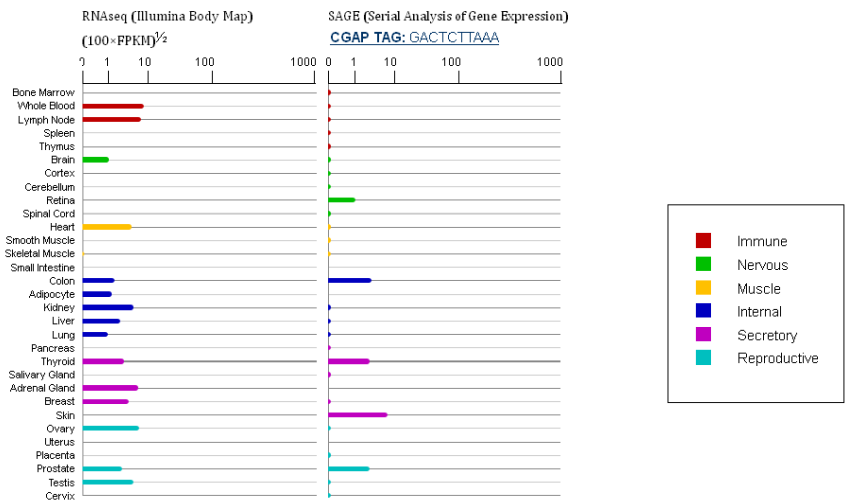 RNAseq (Illumina Body Map)
(100×FPKM)½
SAGE (Serial Analysis of Gene Expression)
CGAP TAG: GACTCTTAAA
0 1 10 100 1000
0 1 10 100 1000
Bone Marrow
Whole Blood
Lymph Node
Spleen
Thymus
Brain
Cortex
Cerebellum
Retina
Spinal Cord
Heart
Smooth Muscle
Skeletal Muscle
Small Intestine
Colon
Adipocyte
Kidney
Liver
Lung
Pancreas
Thyroid
Salivary Gland
Adrenal Gland
Breast
Skin
Ovary
Uterus
Placenta
Prostate
Testis
Cervix
Immune
Nervous
Muscle
Internal
Secretory
Reproductive